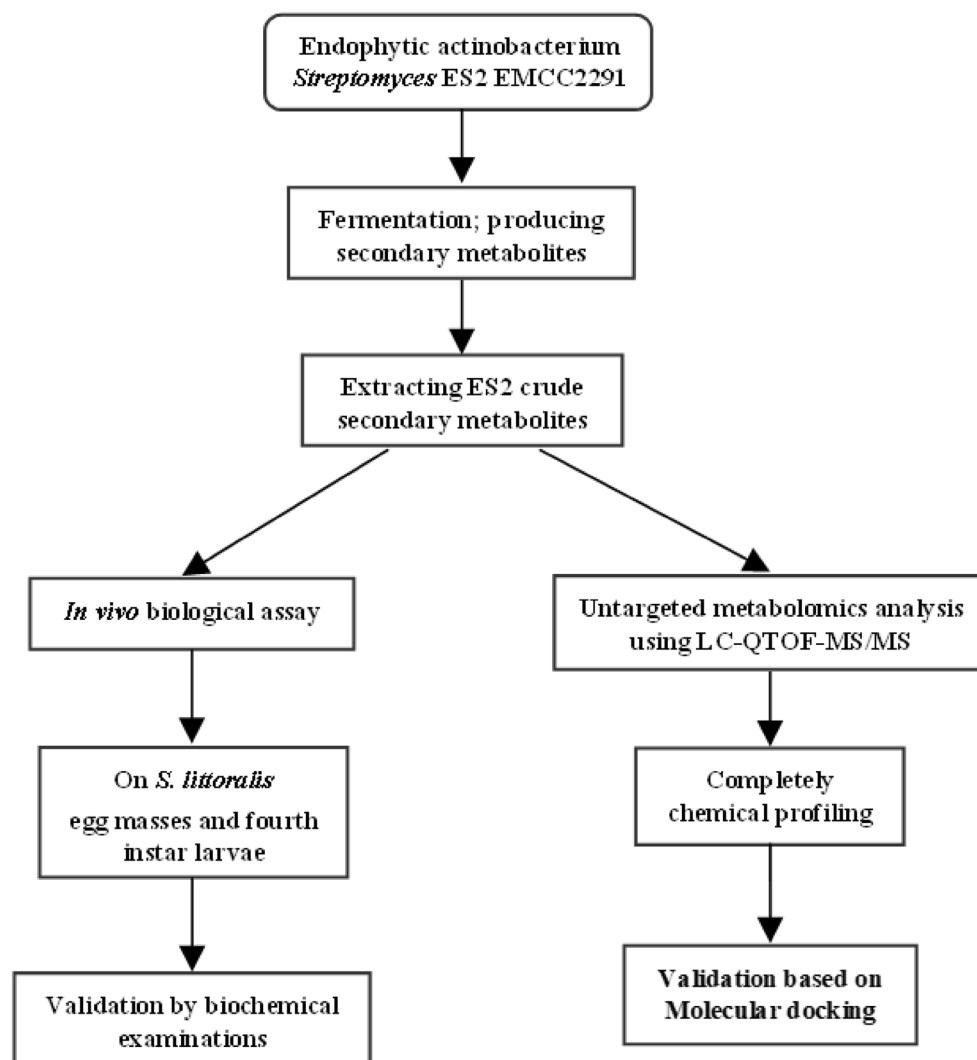 Endophytic actinobacterium
Streptomyces ES2 EMCC2291
Fermentation; producing
secondary metabolites
Extracting ES2 crude
secondary metabolites
In vivo biological assay
On S. littoralis
egg masses and fourth
instar larvae
Validation by biochemical
examinations
Untargeted metabolomics analysis
using LC-QTOF-MS/MS
Completely
chemical profiling
Validation based on
Molecular docking